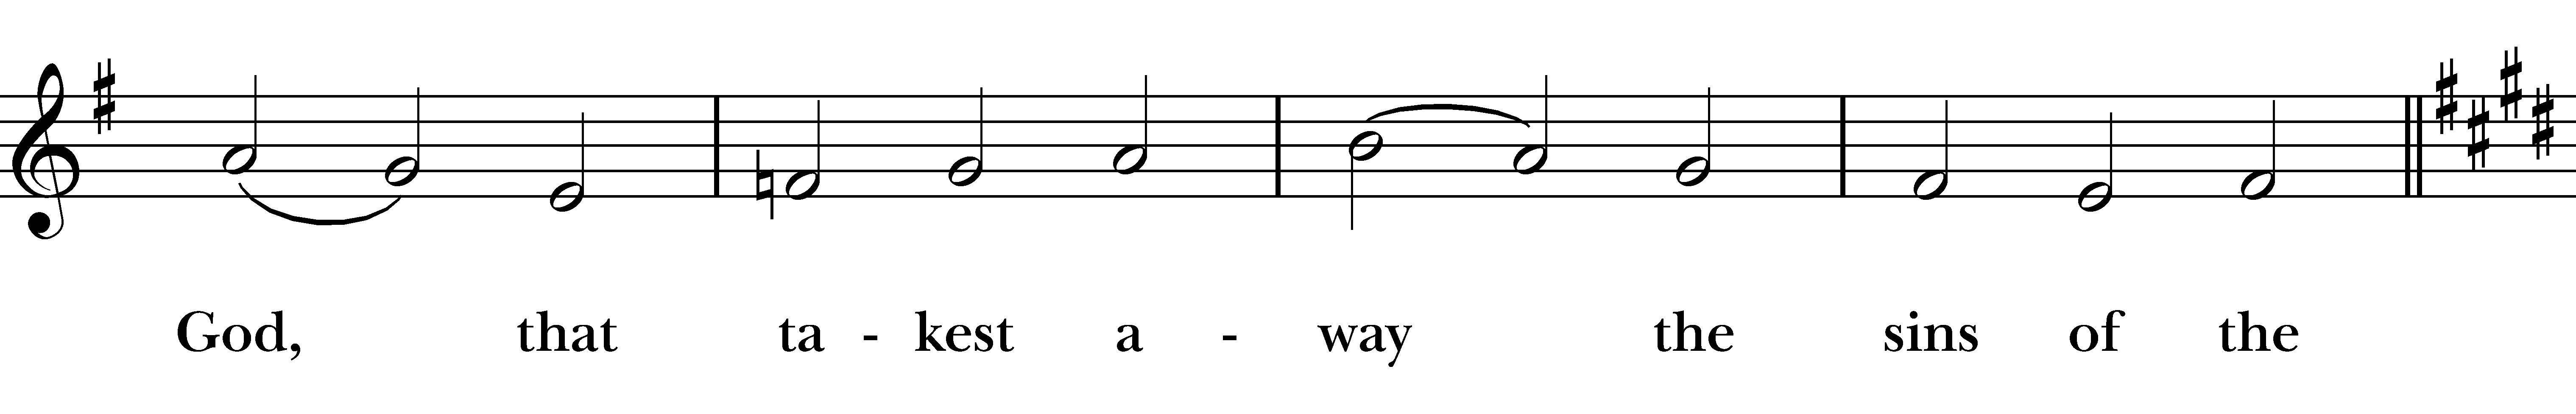 God, that ta - kest a - way the sins of the